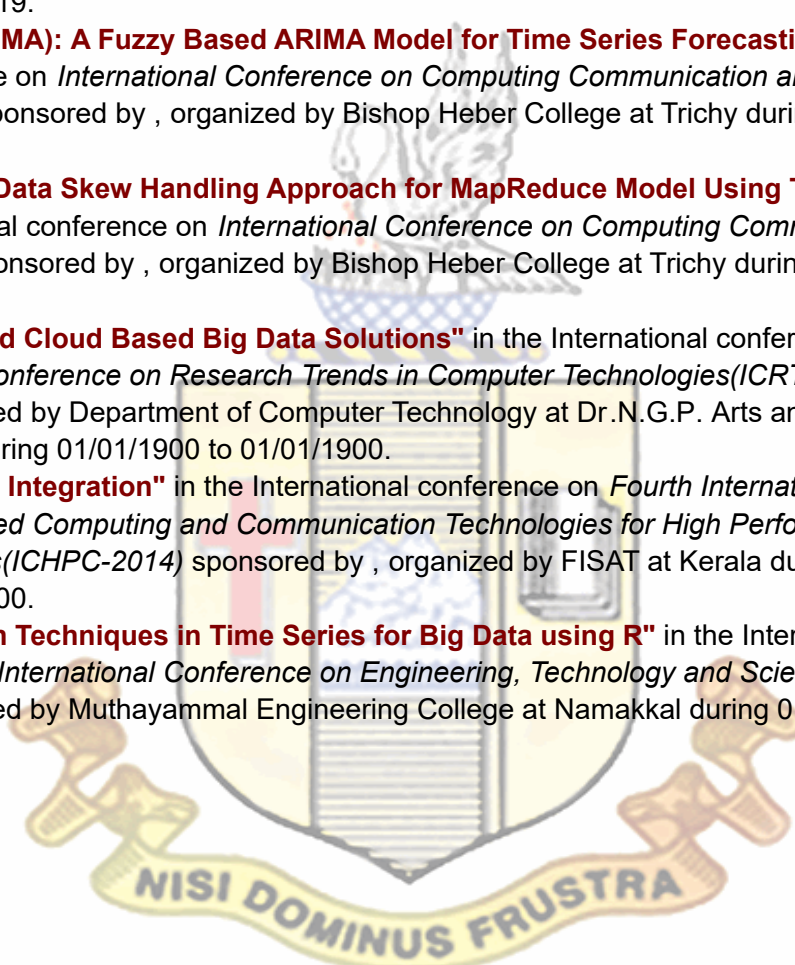 19.
MA): A Fuzzy Based ARIMA Model for Time Series Forecasti
e on International Conference on Computing Communication a
ponsored by , organized by Bishop Heber College at Trichy duri
Data Skew Handling Approach for MapReduce Model Using T
al conference on International Conference on Computing Com
onsored by , organized by Bishop Heber College at Trichy durin
d Cloud Based Big Data Solutions" in the International confer
onference on Research Trends in Computer Technologies(ICRT
ed by Department of Computer Technology at Dr.N.G.P. Arts a
ring 01/01/1900 to 01/01/1900.
Integration" in the International conference on Fourth Internat
ed Computing and Communication Technologies for High Perfo
s(ICHPC-2014) sponsored by , organized by FISAT at Kerala du
00.
n Techniques in Time Series for Big Data using R" in the Inter
International Conference on Engineering, Technology and Scie
ed by Muthayammal Engineering College at Namakkal during 0
NISI DOMINUS FRUSTRA